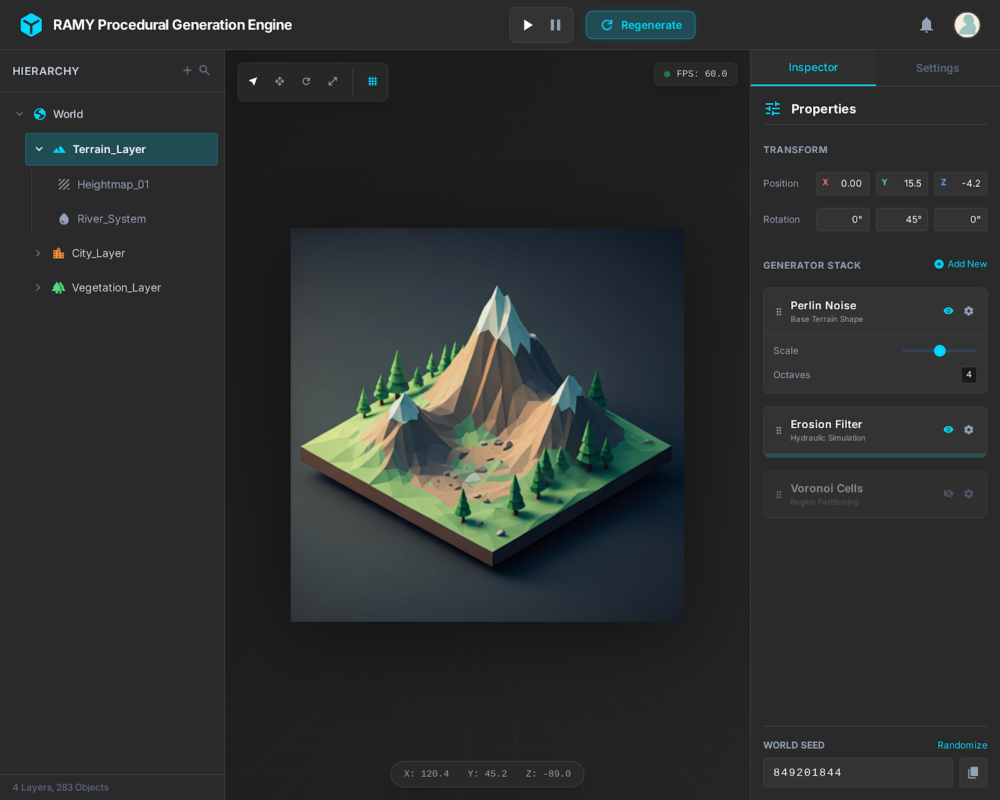 RAMY Procedural Generation Engine
Regenerate
HIERARCHY
World
Terrain_Layer
Heightmap_01
River_System
City_Layer
Vegetation_Layer
4 Layers, 283 Objects
FPS: 60.0
X: 120.4 Y: 45.2 Z: -89.0
Inspector Settings
Properties
TRANSFORM
Position X 0.00 Y 15.5 Z -4.2
Rotation 0° 45° 0°
GENERATOR STACK Add New
Perlin Noise
Base Terrain Shape
Scale
Octaves 4
Erosion Filter
Hydraulic Simulation
Voronoi Cells
Region Partitioning
WORLD SEED Randomize
849201844